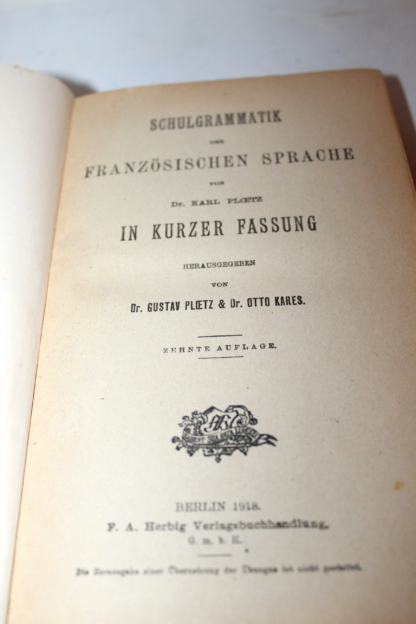 SCHULGRAMMATIK
DER
FRANZÖSISCHEN SPRACHE
VON
Dr. KARL PLŒTZ
IN KURZER FASSUNG
HERAUSGEGEBEN
VON
Dr. GUSTAV PLŒTZ & Dr. OTTO KARES.
ZEHNTE AUFLAGE.
BERLIN 1918.
F. A. Herbig Verlagsbuchhandlung,
G. m. b. H.
Die Herausgabe einer Übersetzung der Übungen ist nicht gestattet.